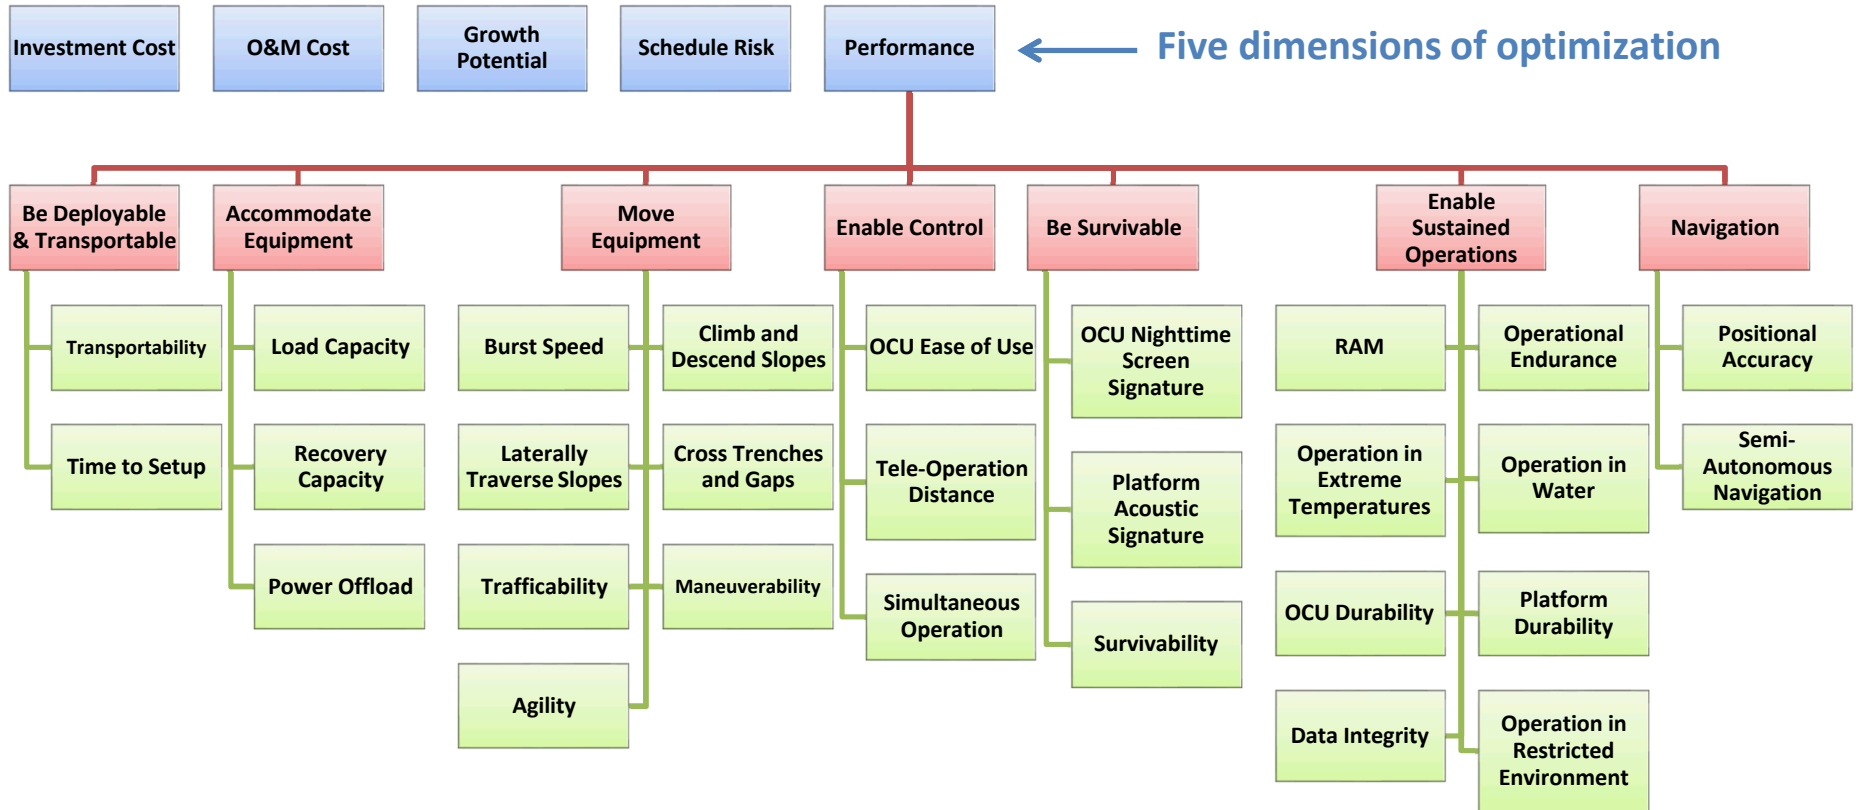 Investment Cost
O&M Cost
Growth
Potential
Schedule Risk
Performance
Five dimensions of optimization
Be Deployable
& Transportable
Accommodate
Equipment
Move
Equipment
Enable Control
Be Survivable
Enable
Sustained
Operations
Navigation
Transportability
Time to Setup
Load Capacity
Recovery
Capacity
Power Offload
Burst Speed
Climb and
Descend Slopes
Laterally
Traverse Slopes
Cross Trenches
and Gaps
Trafficability
Maneuverability
Agility
OCU Ease of Use
Tele-Operation
Distance
Simultaneous
Operation
OCU Nighttime
Screen
Signature
Platform
Acoustic
Signature
Survivability
RAM
Operational
Endurance
Operation in
Extreme
Temperatures
Operation in
Water
OCU Durability
Platform
Durability
Data Integrity
Operation in
Restricted
Environment
Positional
Accuracy
Semi-
Autonomous
Navigation